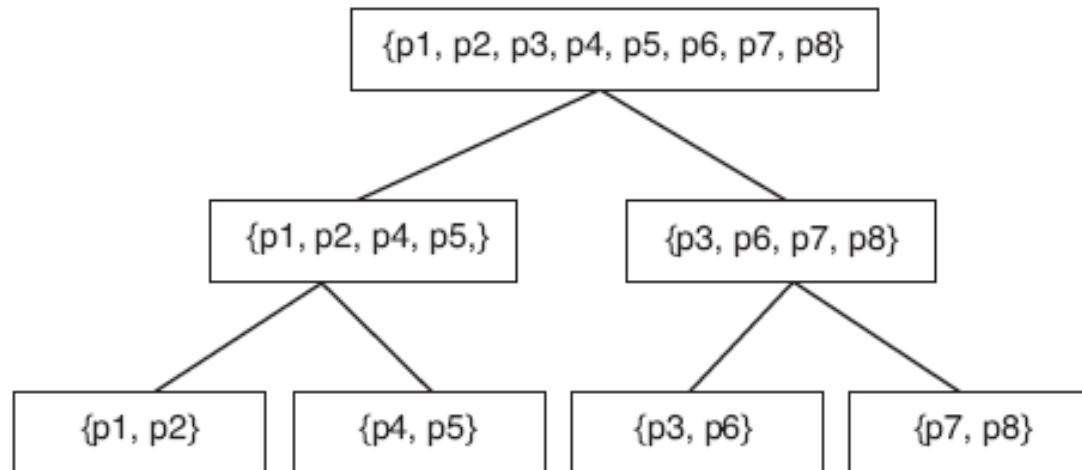 {p1, p2, p3, p4, p5, p6, p7, p8}
{p1, p2, p4, p5,}
{p3, p6, p7, p8}
{p1, p2}
{p4, p5}
{p3, p6}
{p7, p8}